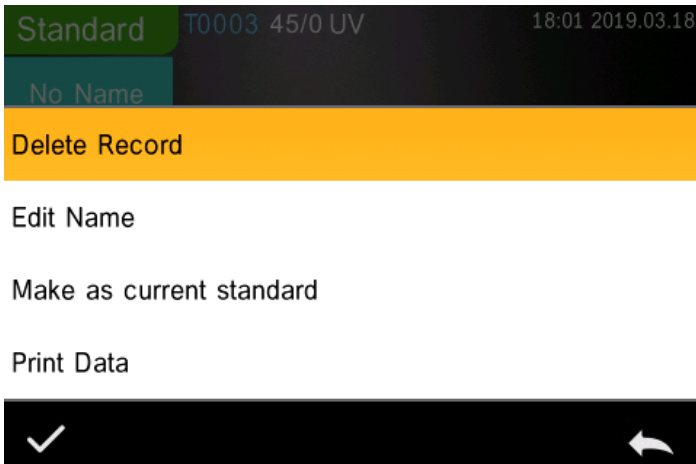 Standard T0003 45/0 UV 18:01 2019.03.18
No Name
Delete Record
Edit Name
Make as current standard
Print Data